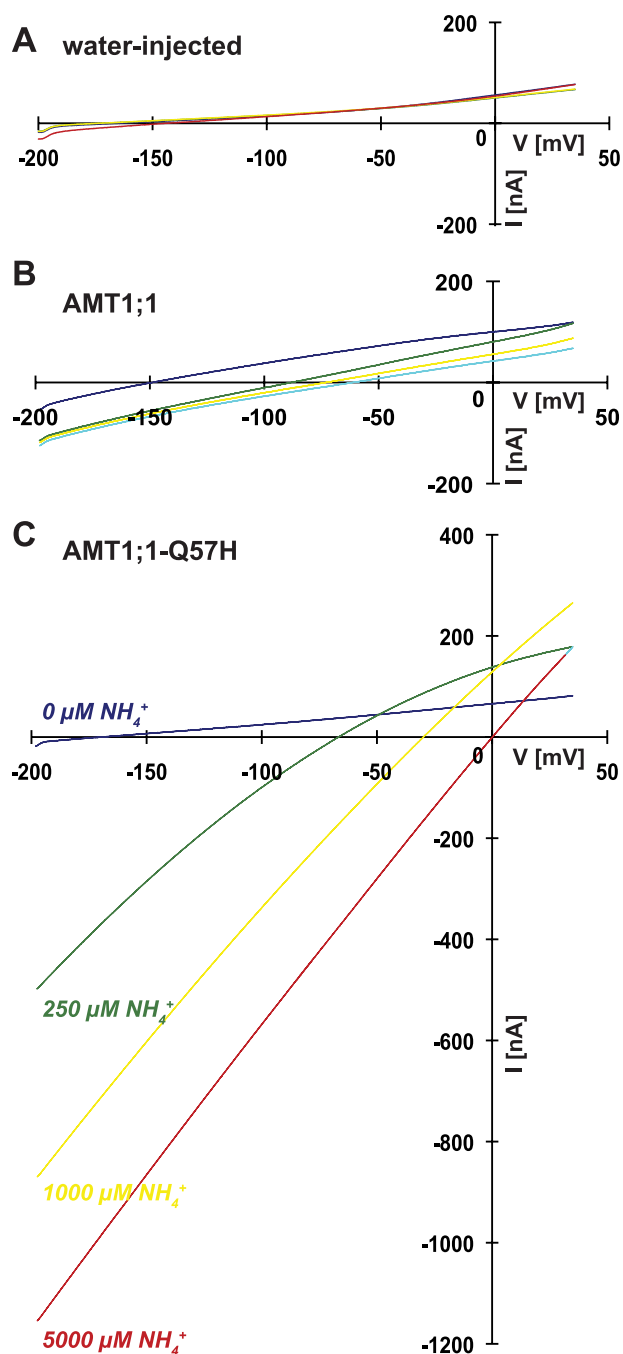 A water-injected
200
-200 -150 -100 -50 0 V [mV] 50
I [nA]
-200
B AMT1;1
200
-200 -150 -100 -50 0 V [mV] 50
I [nA]
-200
C AMT1;1-Q57H
400
200
0 µM NH₄⁺
-200 -150 -100 -50 0 V [mV] 50
-200
-400
250 µM NH₄⁺
-600
I [nA]
-800
1000 µM NH₄⁺
-1000
5000 µM NH₄⁺
-1200